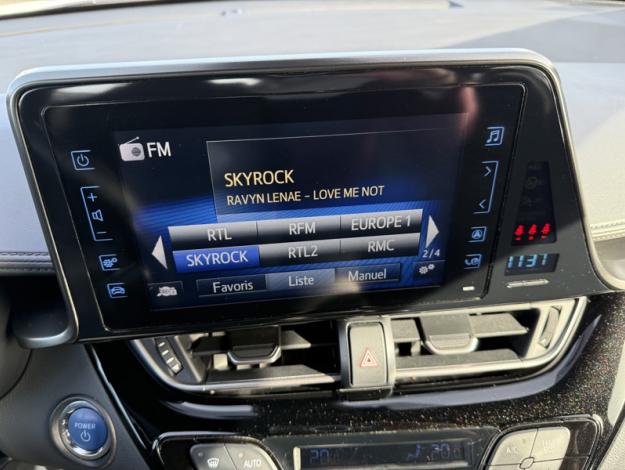 FM
SKYROCK
RAVYN LENAE - LOVE ME NOT
RTL RFM EUROPE 1
SKYROCK RTL2 RMC
2/4
Favoris Liste Manuel
11:31
POWER
AUTO
20
A/C